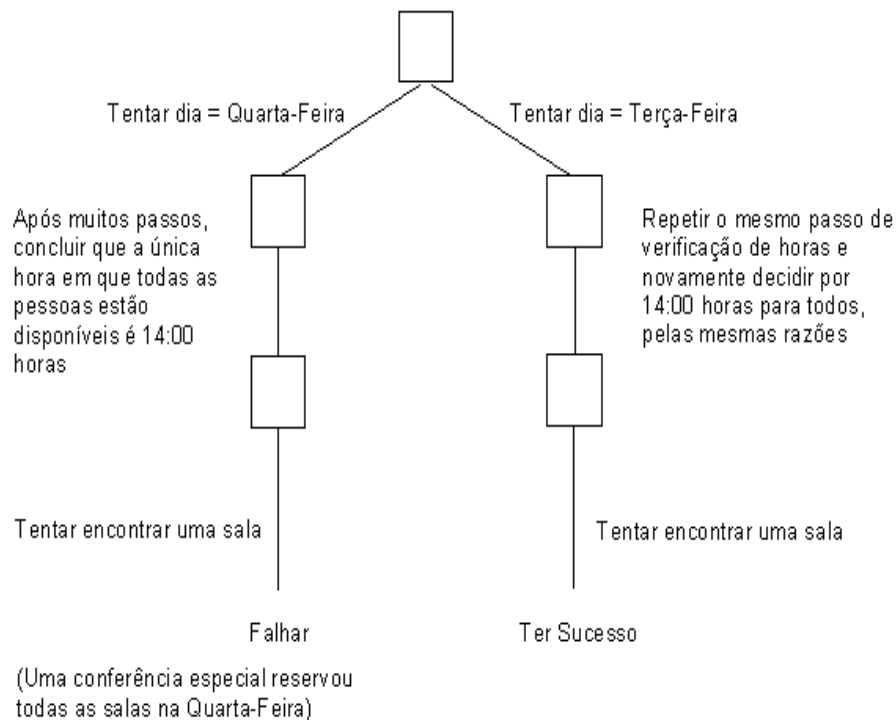 Tentar dia = Quarta-Feira
Tentar dia = Terça-Feira
Após muitos passos,
concluir que a única
hora em que todas as
pessoas estão
disponíveis é 14:00
horas
Repetir o mesmo passo de
verificação de horas e
novamente decidir por
14:00 horas para todos,
pelas mesmas razões
Tentar encontrar uma sala
Tentar encontrar uma sala
Falhar
Ter Sucesso
(Uma conferência especial reservou
todas as salas na Quarta-Feira)